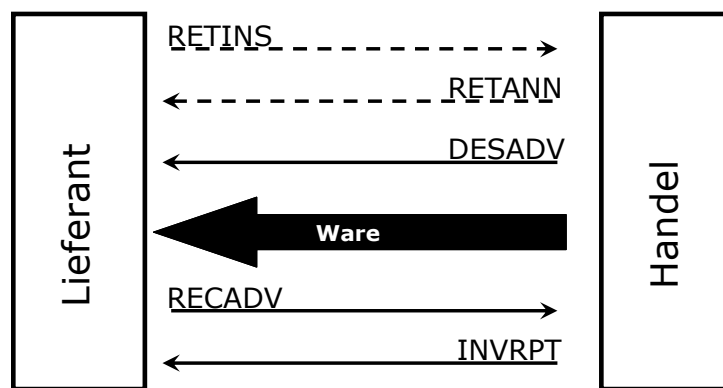 Lieferant
RETINS
RETANN
DESADV
Ware
RECADV
INVRPT
Handel